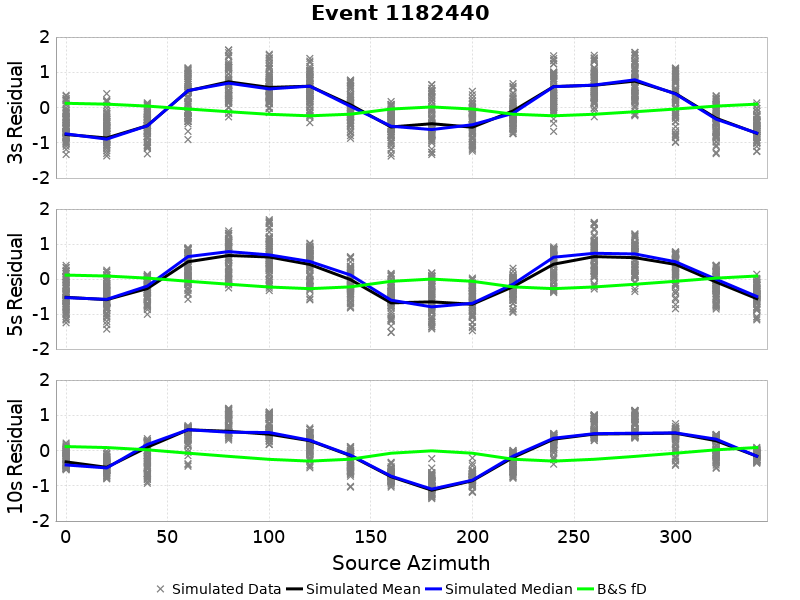 Event 1182440
3s Residual
2
1
0
-1
-2
5s Residual
2
1
0
-1
-2
10s Residual
2
1
0
-1
-2
0 50 100 150 200 250 300
Source Azimuth
Simulated Data Simulated Mean Simulated Median B&S fD